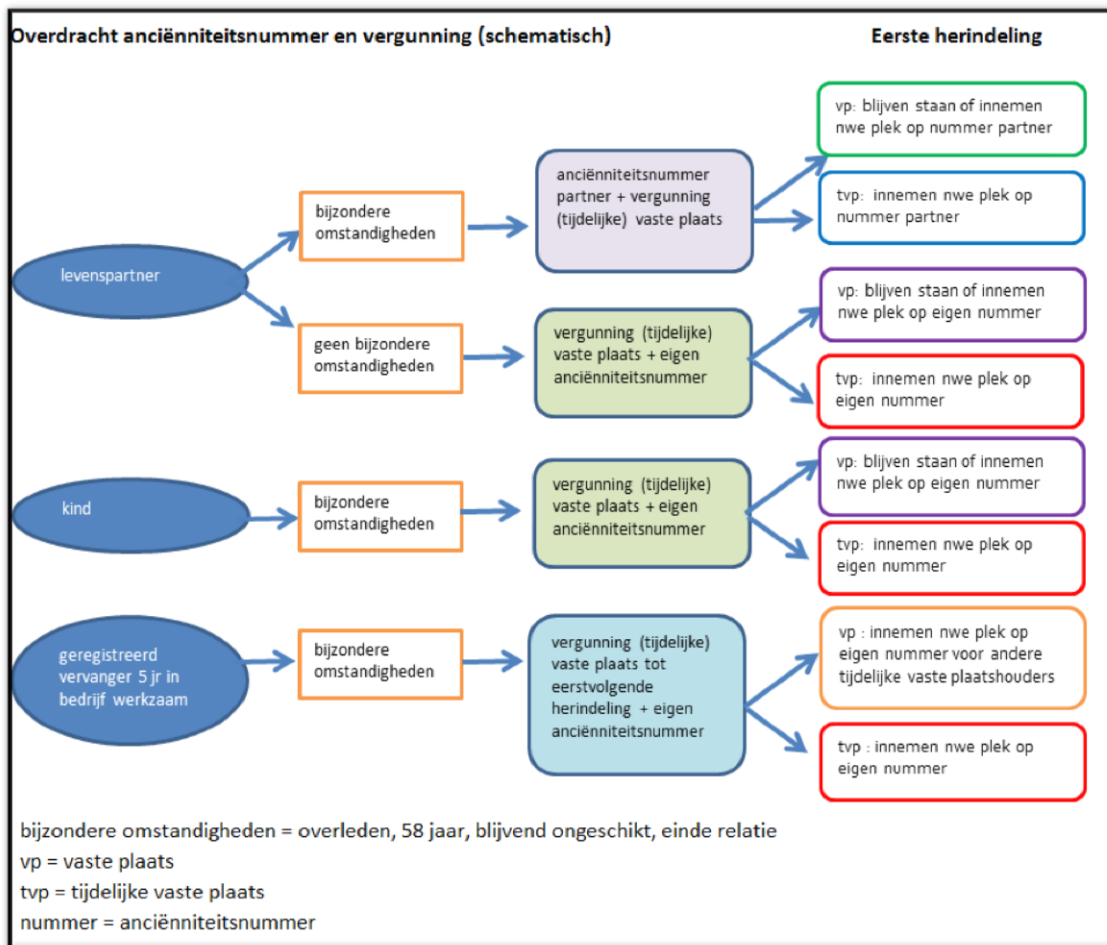 Overdracht anciënniteitsnummer en vergunning (schematisch)
Eerste herindeling
levenspartner
bijzondere
omstandigheden
anciënniteitsnummer
partner + vergunning
(tijdelijke) vaste plaats
vp: blijven staan of innemen
nwe plek op nummer partner
tvp: innemen nwe plek op
nummer partner
geen bijzondere
omstandigheden
vergunning (tijdelijke)
vaste plaats + eigen
anciënniteitsnummer
vp: blijven staan of innemen
nwe plek op eigen nummer
tvp: innemen nwe plek op
eigen nummer
kind
bijzondere
omstandigheden
vergunning (tijdelijke)
vaste plaats + eigen
anciënniteitsnummer
vp: blijven staan of innemen
nwe plek op eigen nummer
tvp: innemen nwe plek op
eigen nummer
geregistreerd
vervanger 5 jr in
bedrijf werkzaam
bijzondere
omstandigheden
vergunning (tijdelijke)
vaste plaats tot
eerstvolgende
herindeling + eigen
anciënniteitsnummer
vp : innemen nwe plek op
eigen nummer voor andere
tijdelijke vaste plaatshouders
tvp : innemen nwe plek op
eigen nummer
bijzondere omstandigheden = overleden, 58 jaar, blijvend ongeschikt, einde relatie
vp = vaste plaats
tvp = tijdelijke vaste plaats
nummer = anciënniteitsnummer